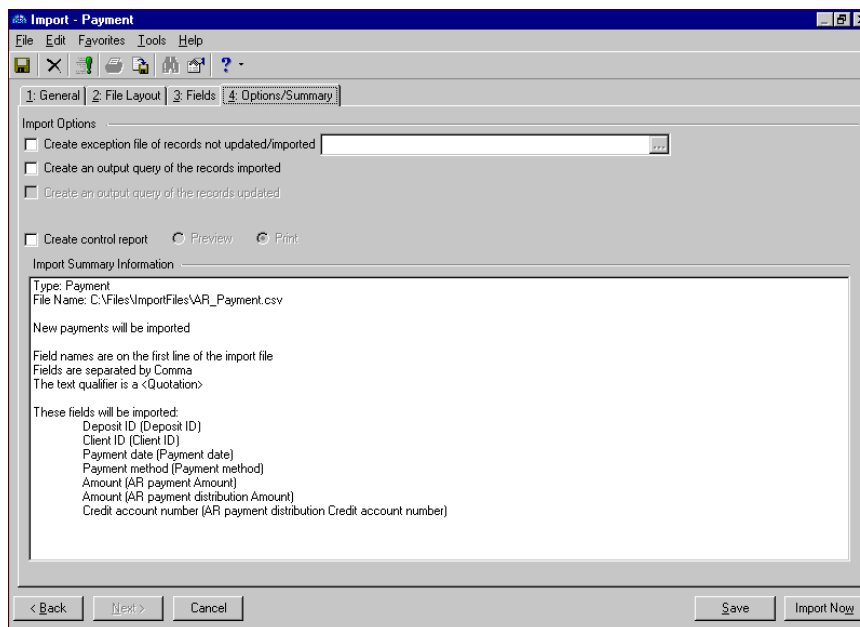 Import - Payment
File Edit Favorites Tools Help
1: General 2: File Layout 3: Fields 4: Options/Summary
Import Options
Create exception file of records not updated/imported ...
Create an output query of the records imported
Create an output query of the records updated
Create control report Preview Print
Import Summary Information
Type: Payment
File Name: C:\Files\ImportFiles\AR_Payment.csv
New payments will be imported
Field names are on the first line of the import file
Fields are separated by Comma
The text qualifier is a <Quotation>
These fields will be imported:
Deposit ID (Deposit ID)
Client ID (Client ID)
Payment date (Payment date)
Payment method (Payment method)
Amount (AR payment Amount)
Amount (AR payment distribution Amount)
Credit account number (AR payment distribution Credit account number)
< Back Next > Cancel Save Import Now